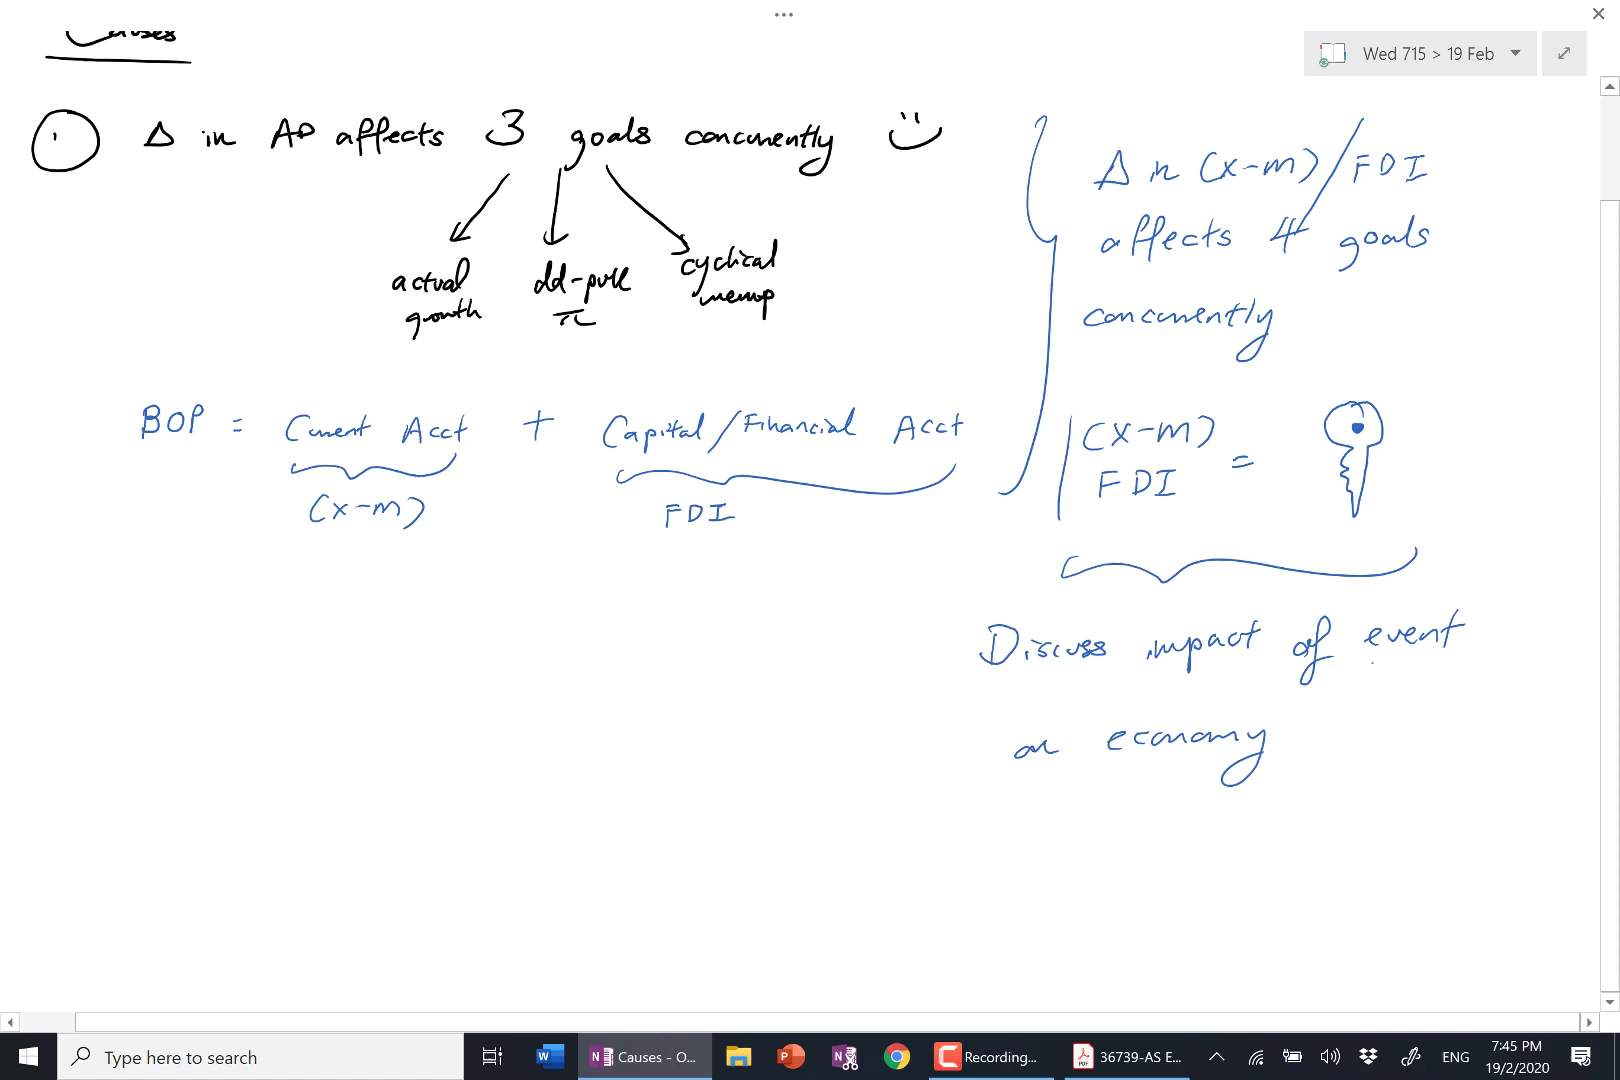 Causes
Wed 715 > 19 Feb
1 Δ in AD affects 3 goals concurrently
actual growth
dd-pull π
cyclical unemp
BOP = Current Acct + Capital/Financial Acct
(X-M)
FDI
Δ in (X-M)/FDI
affects 4 goals
concurrently
(X-M)
FDI =
Discuss impact of event
on economy
Type here to search
Causes - O...
Recording...
36739-AS E...
ENG
7:45 PM
19/2/2020